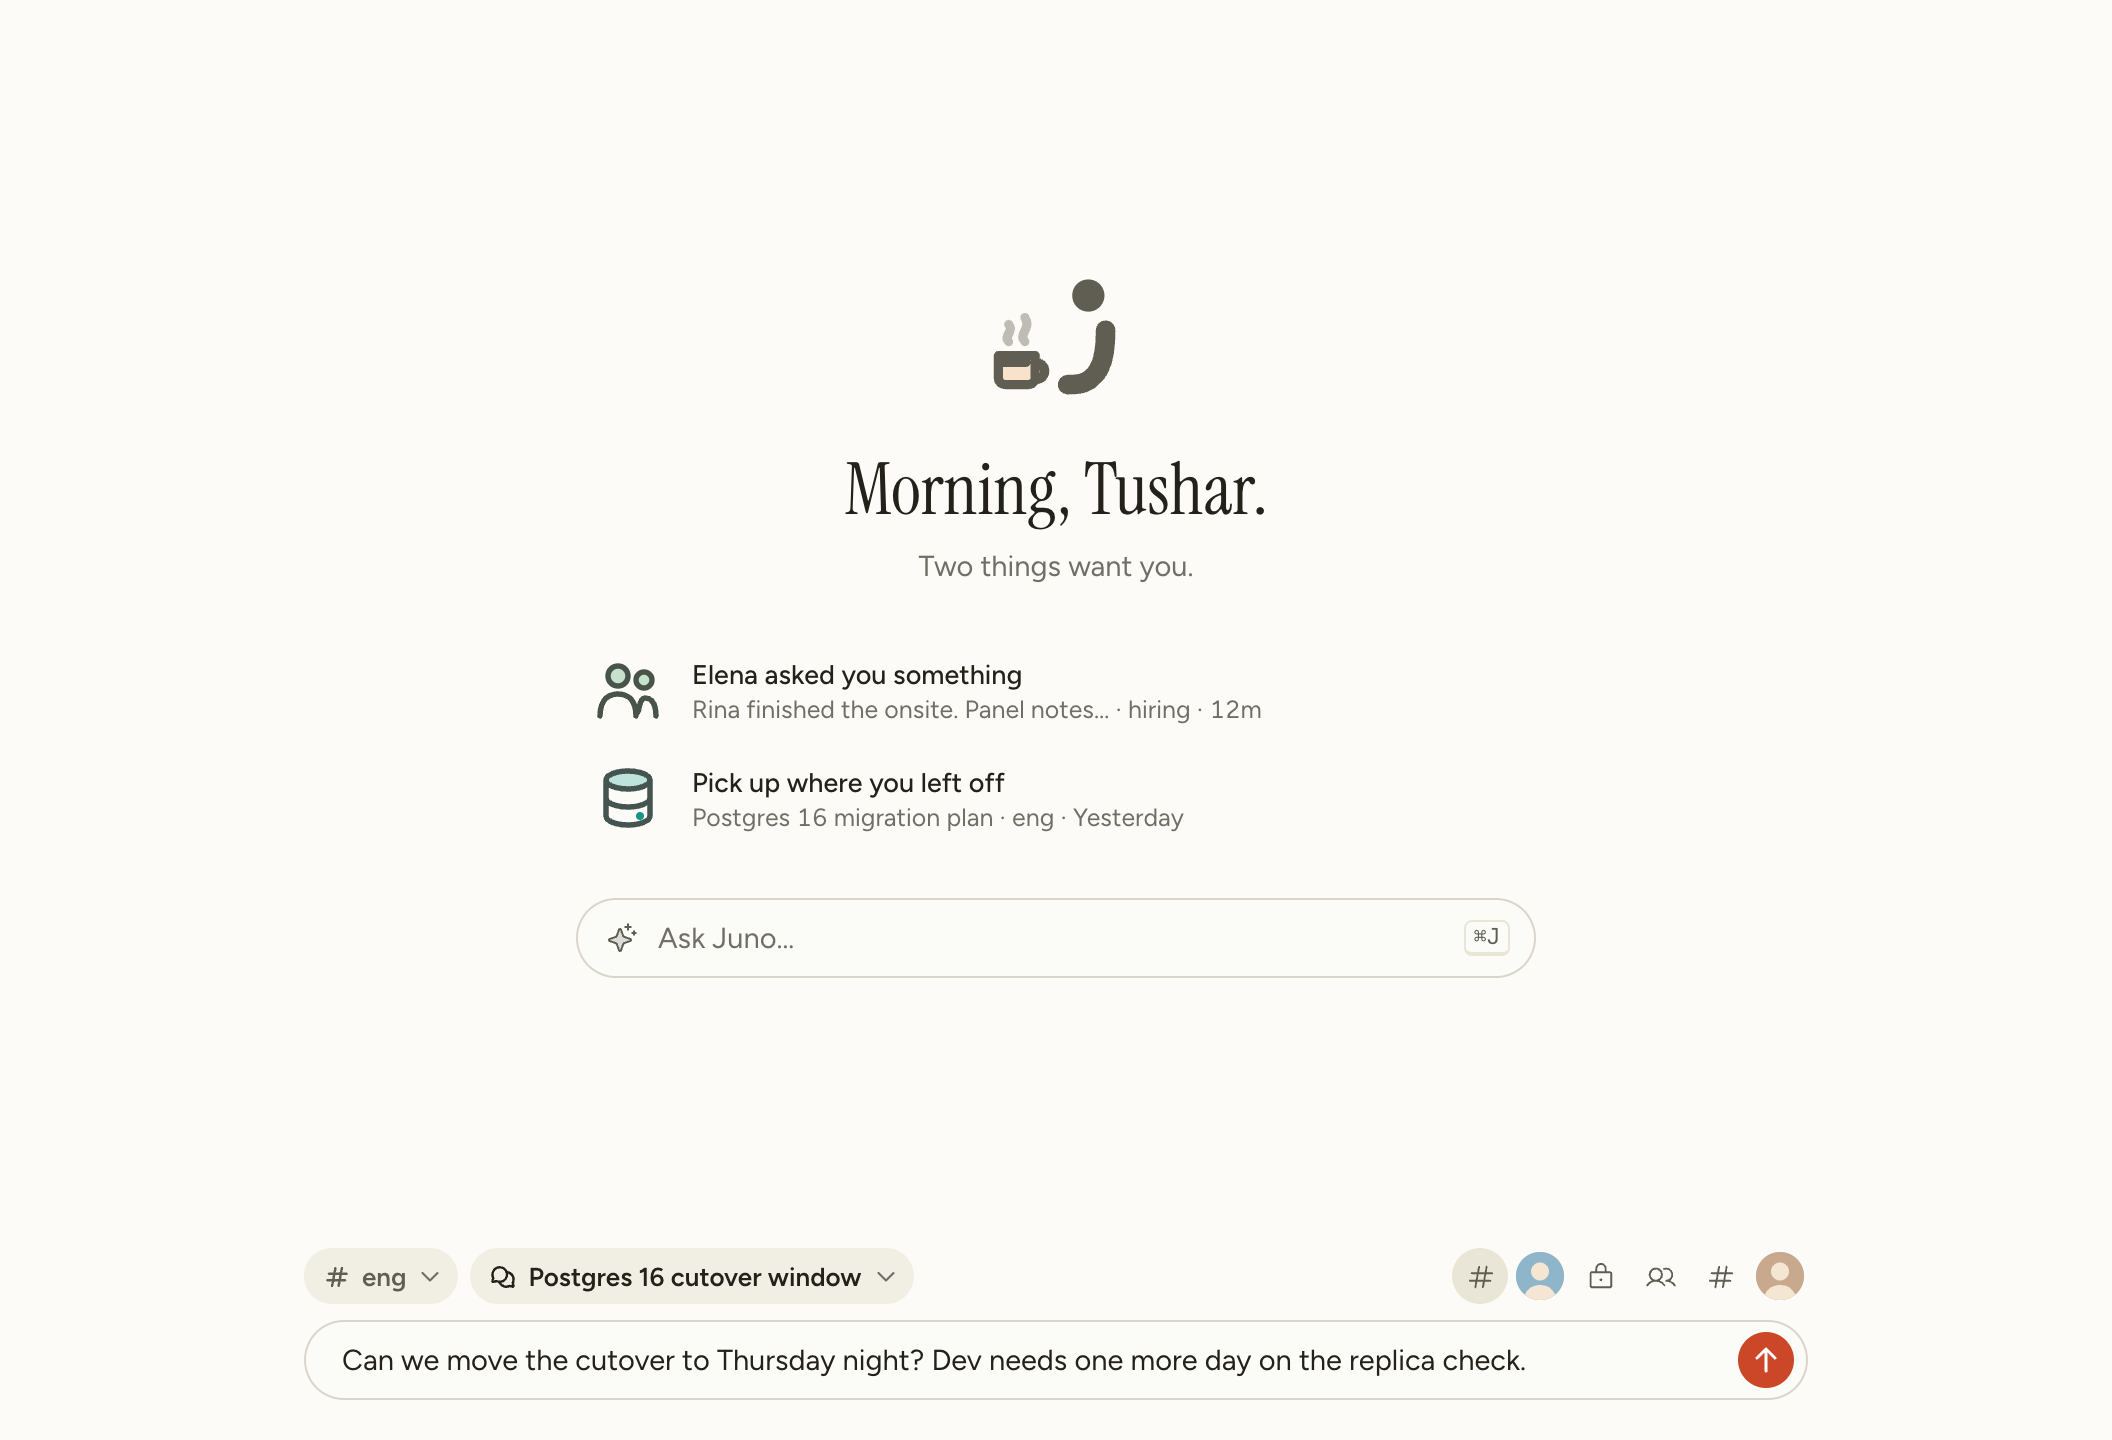 Morning, Tushar.
Two things want you.
Elena asked you something
Rina finished the onsite. Panel notes... · hiring · 12m
Pick up where you left off
Postgres 16 migration plan · eng · Yesterday
Ask Juno...
⌘J
# eng
Postgres 16 cutover window
Can we move the cutover to Thursday night? Dev needs one more day on the replica check.